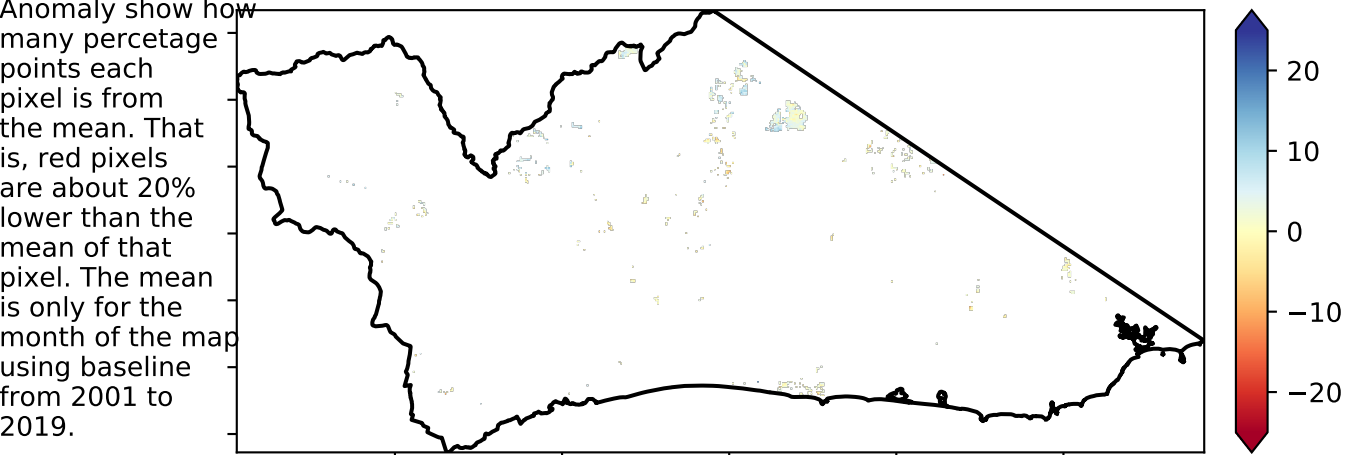 Anomaly show how
many percetage
points each
pixel is from
the mean. That
is, red pixels
are about 20%
lower than the
mean of that
pixel. The mean
is only for the
month of the map
using baseline
from 2001 to
2019.
20
10
0
−10
−20